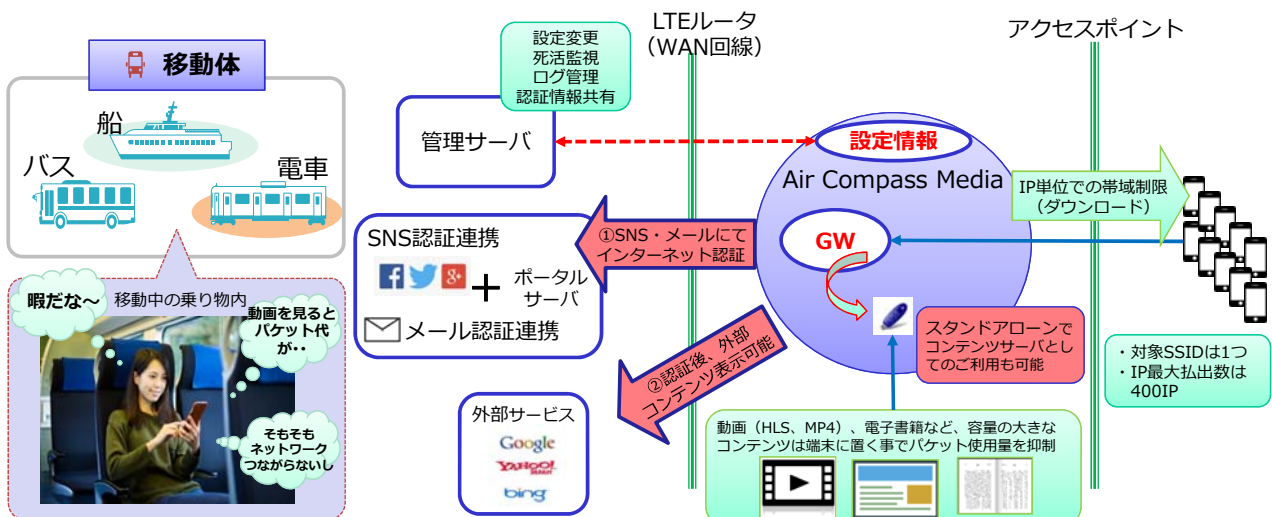 移動体
船
バス
電車
移動中の乗り物内
暇だな～
動画を見ると
パケット代
が・・
そもそも
ネットワーク
つながらないし
設定変更
死活監視
ログ管理
認証情報共有
管理サーバ
LTEルータ
（WAN回線）
アクセスポイント
設定情報
Air Compass Media
GW
IP単位での帯域制限
（ダウンロード）
SNS認証連携
f
g+
＋
ポータル
サーバ
メール認証連携
①SNS・メールにて
インターネット認証
②認証後、外部
コンテンツ表示可能
スタンドアローンで
コンテンツサーバとし
てのご利用も可能
・対象SSIDは1つ
・IP最大払出数は
400IP
外部サービス
Google
YAHOO!
JAPAN
bing
動画（HLS、MP4）、電子書籍など、容量の大きな
コンテンツは端末に置く事でパケット使用量を抑制